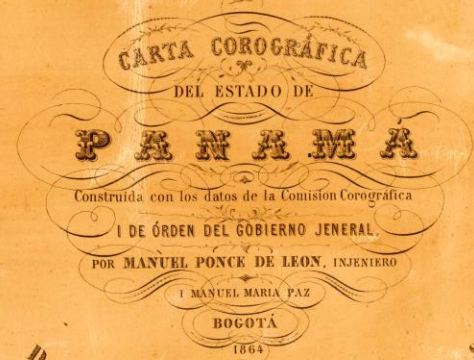 CARTA COROGRÁFICA
DEL ESTADO DE
PANAMÁ
Construida con los datos de la Comision Corográfica
I DE ÓRDEN DEL GOBIERNO JENERAL,
POR MANUEL PONCE DE LEON, INJENIERO
I MANUEL MARIA PAZ
BOGOTÁ
1864